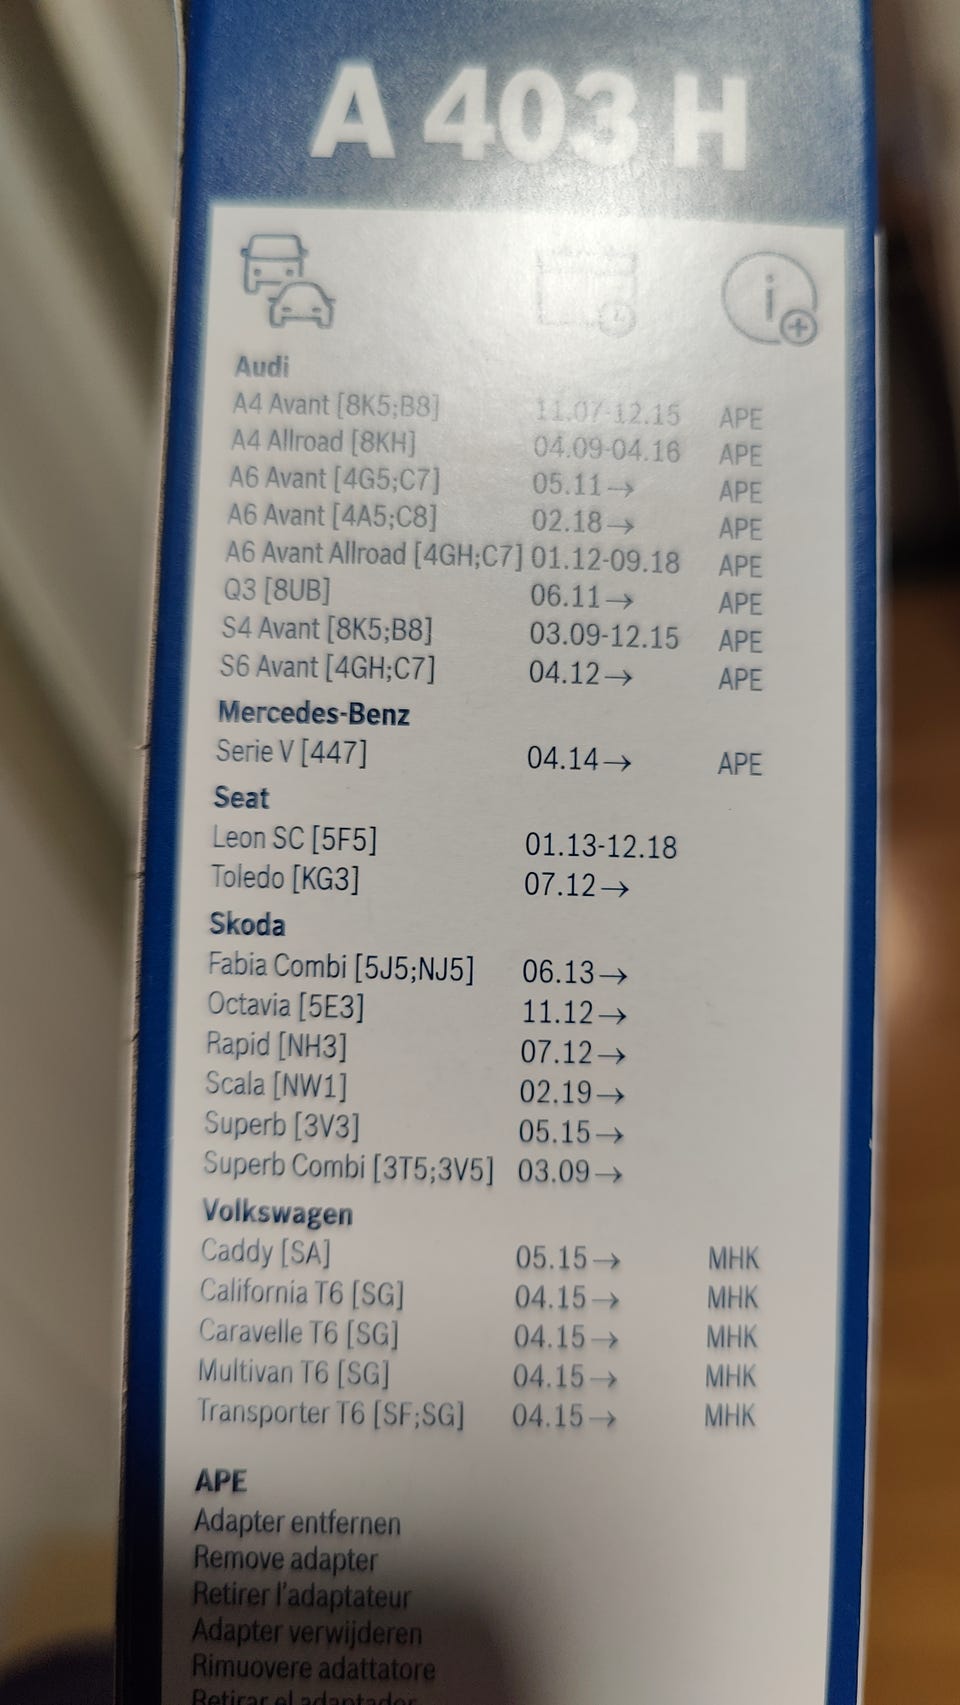 A 403 H
Audi
A4 Avant [8K5;B8] 11.07-12.15 APE
A4 Allroad [8KH] 04.09-04.16 APE
A6 Avant [4G5;C7] 05.11→ APE
A6 Avant [4A5;C8] 02.18→ APE
A6 Avant Allroad [4GH;C7] 01.12-09.18 APE
Q3 [8UB] 06.11→ APE
S4 Avant [8K5;B8] 03.09-12.15 APE
S6 Avant [4GH;C7] 04.12→ APE
Mercedes-Benz
Serie V [447] 04.14→ APE
Seat
Leon SC [5F5] 01.13-12.18
Toledo [KG3] 07.12→
Skoda
Fabia Combi [5J5;NJ5] 06.13→
Octavia [5E3] 11.12→
Rapid [NH3] 07.12→
Scala [NW1] 02.19→
Superb [3V3] 05.15→
Superb Combi [3T5;3V5] 03.09→
Volkswagen
Caddy [SA] 05.15→ MHK
California T6 [SG] 04.15→ MHK
Caravelle T6 [SG] 04.15→ MHK
Multivan T6 [SG] 04.15→ MHK
Transporter T6 [SF;SG] 04.15→ MHK
APE
Adapter entfernen
Remove adapter
Retirer l'adaptateur
Adapter verwijderen
Rimuovere adattatore
Retirar el adaptador